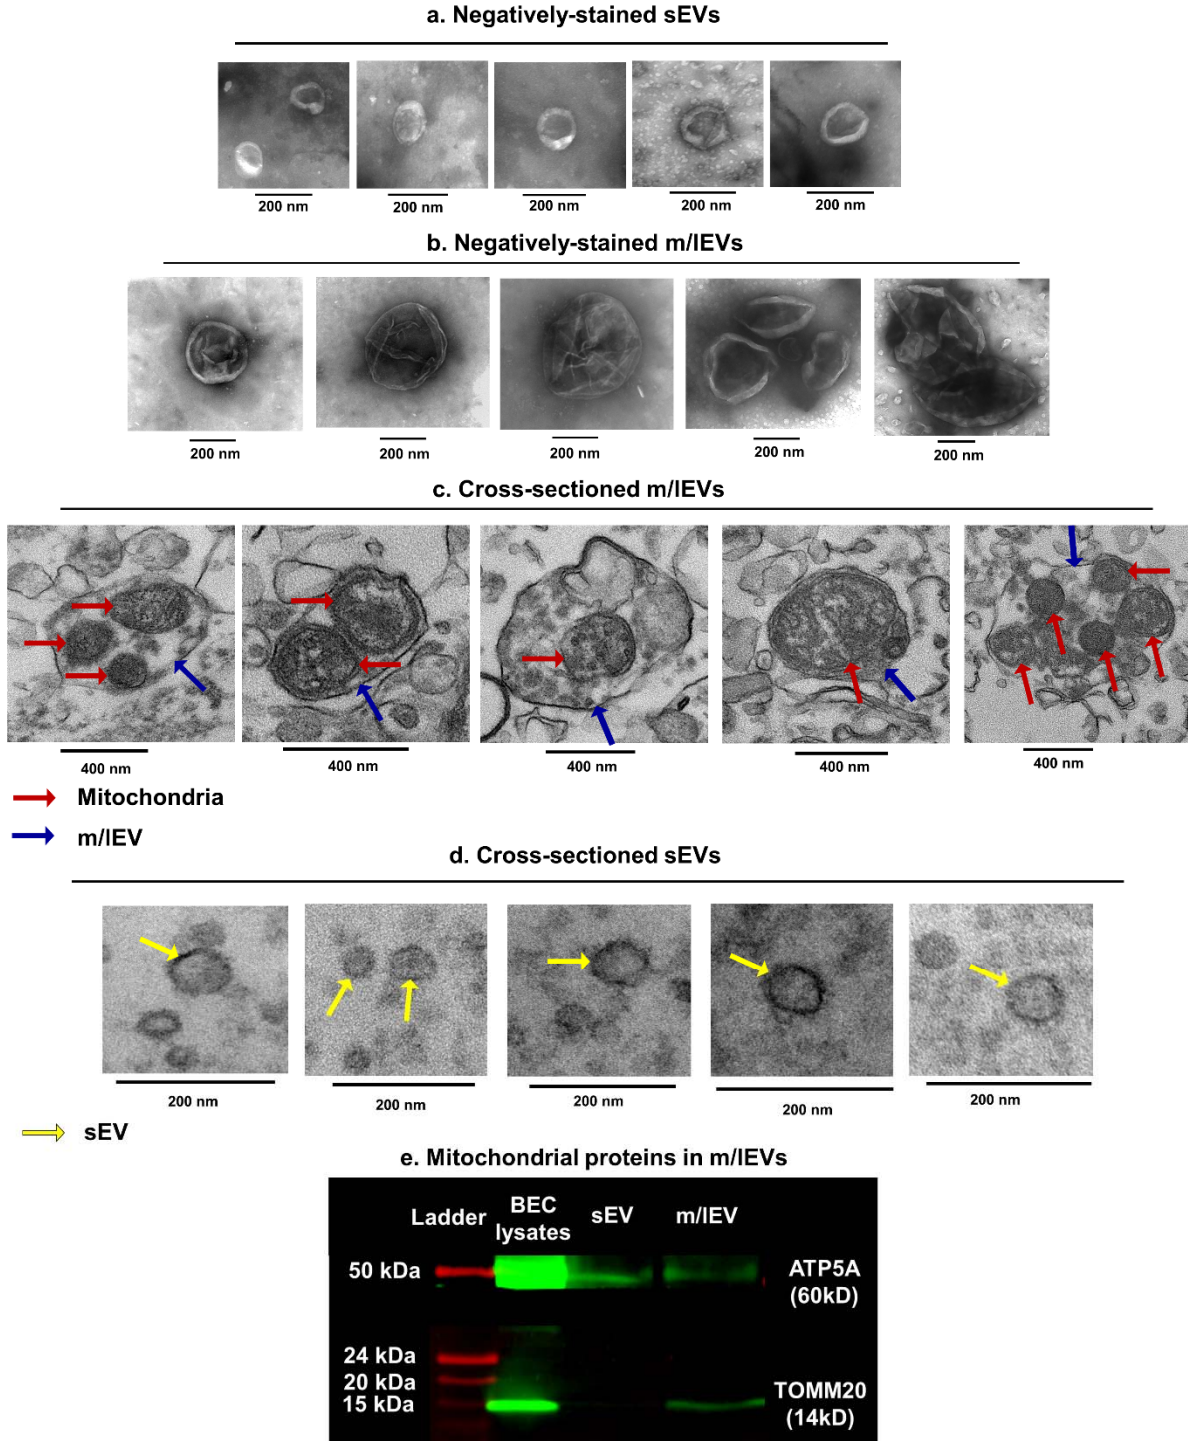 a. Negatively-stained sEVs
200 nm 200 nm 200 nm 200 nm 200 nm
b. Negatively-stained m/lEVs
200 nm 200 nm 200 nm 200 nm 200 nm
c. Cross-sectioned m/lEVs
400 nm 400 nm 400 nm 400 nm 400 nm
Mitochondria
m/lEV
d. Cross-sectioned sEVs
200 nm 200 nm 200 nm 200 nm 200 nm
sEV
e. Mitochondrial proteins in m/lEVs
Ladder BEC lysates sEV m/lEV
50 kDa ATP5A
(60kD)
24 kDa
20 kDa
15 kDa TOMM20
(14kD)